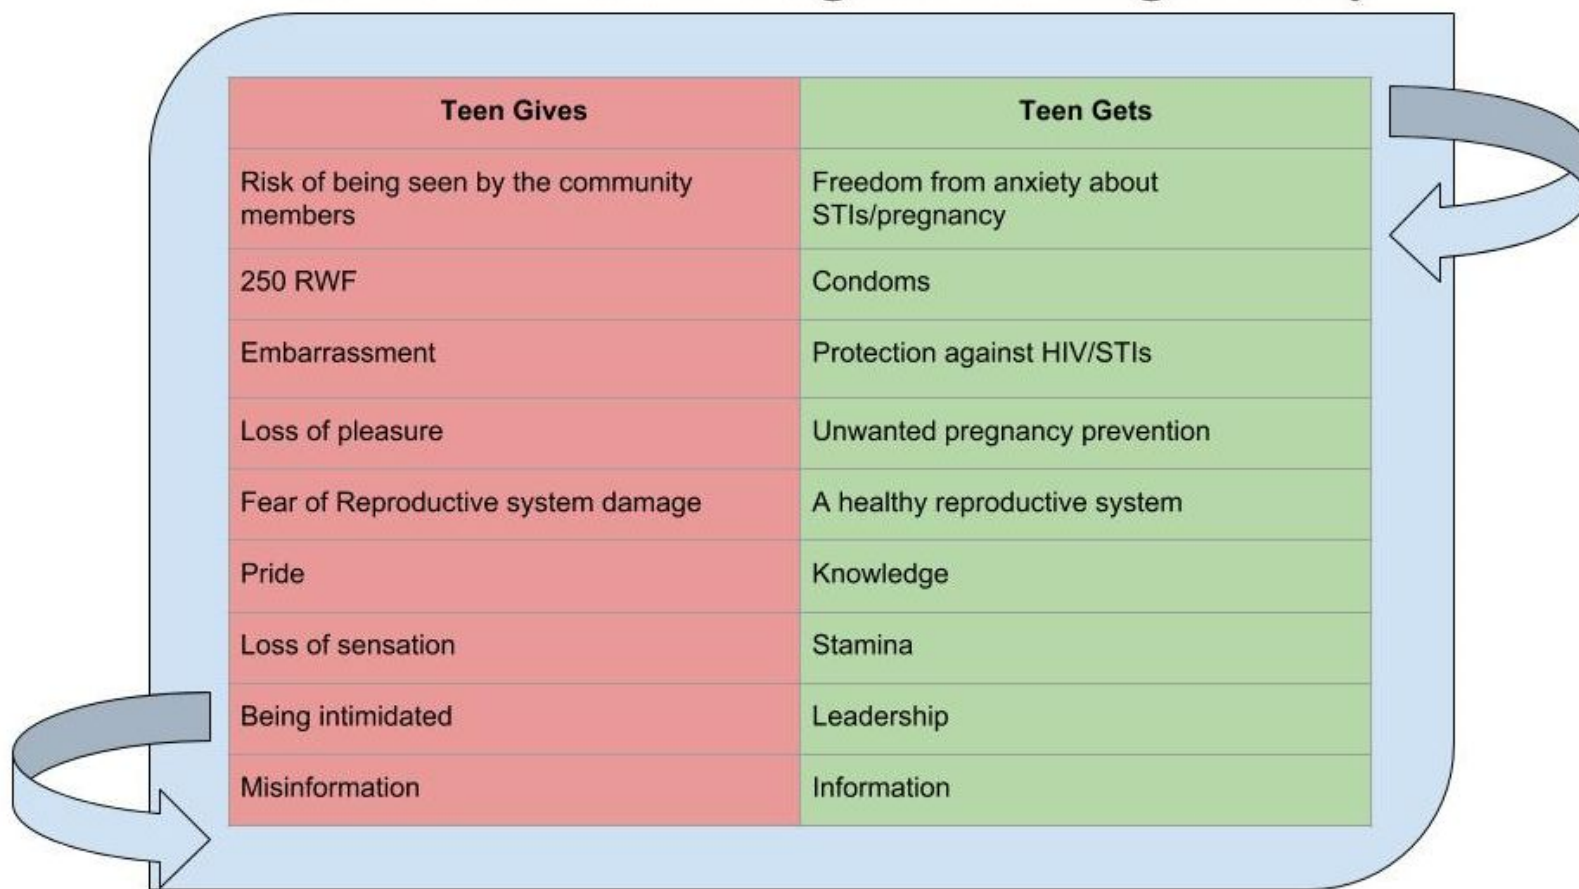 Teen Gives
Teen Gets
Risk of being seen by the community
members
Freedom from anxiety about
STIs/pregnancy
250 RWF
Condoms
Embarrassment
Protection against HIV/STIs
Loss of pleasure
Unwanted pregnancy prevention
Fear of Reproductive system damage
A healthy reproductive system
Pride
Knowledge
Loss of sensation
Stamina
Being intimidated
Leadership
Misinformation
Information